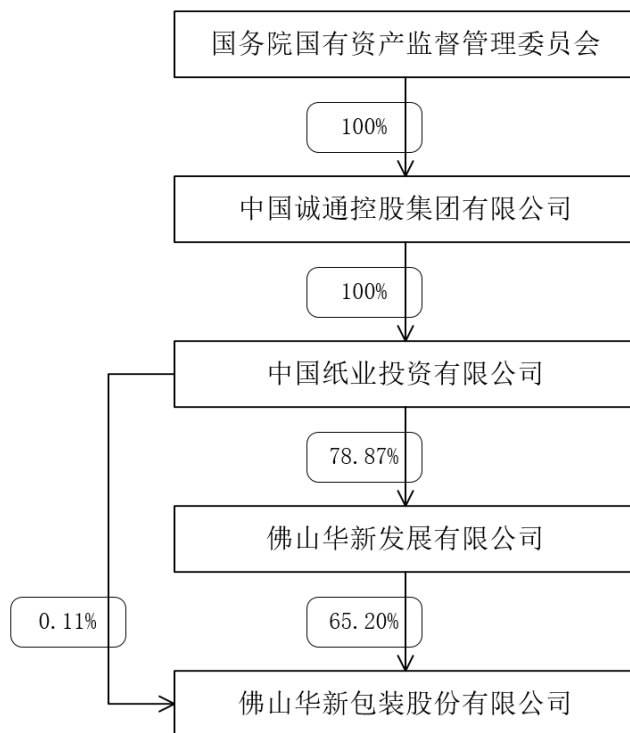 国务院国有资产监督管理委员会
100%
中国诚通控股集团有限公司
100%
中国纸业投资有限公司
78.87%
佛山华新发展有限公司
0.11%
65.20%
佛山华新包装股份有限公司